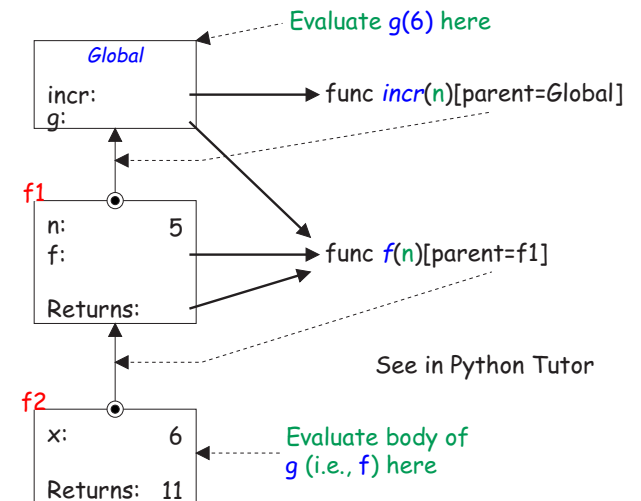 Evaluate g(6) here
Global
incr:
func incr(n)[parent=Global]
g:
f1
n: 5
f:
func f(n)[parent=f1]
Returns:
See in Python Tutor
f2
x: 6
Evaluate body of
g (i.e., f) here
Returns: 11